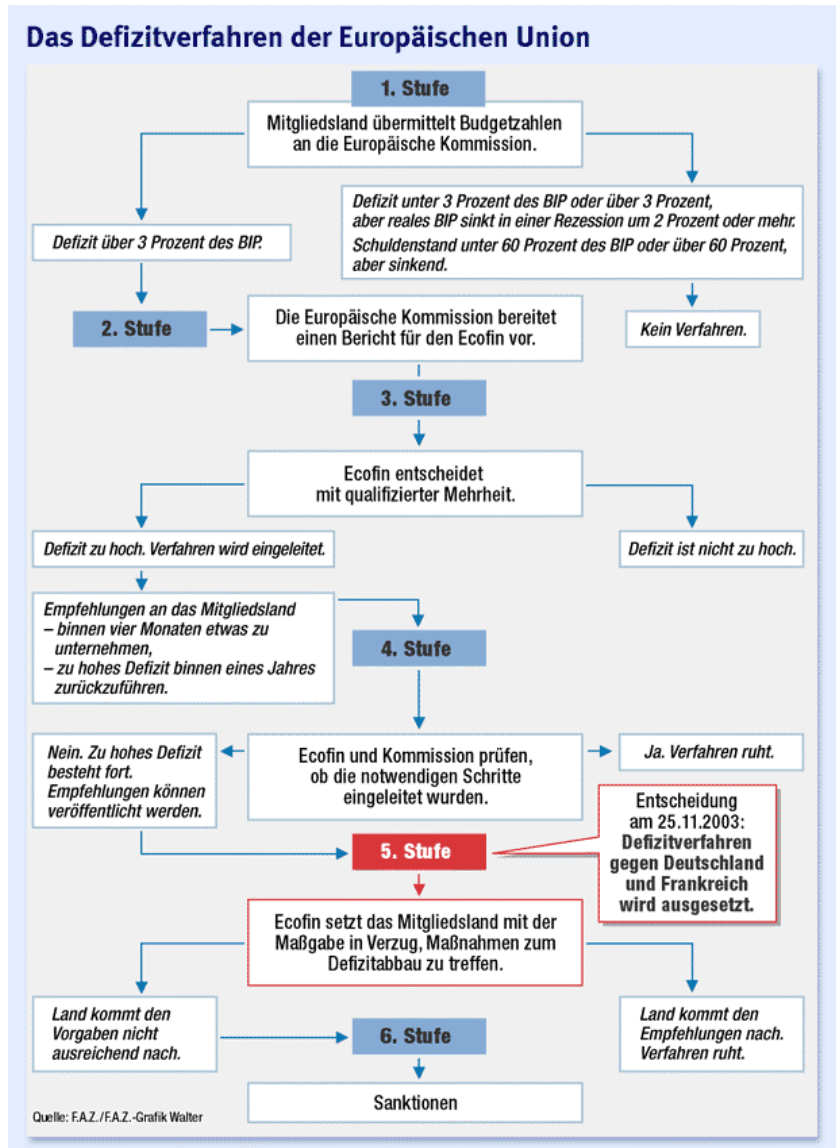 Das Defizitverfahren der Europäischen Union
1. Stufe
Mitgliedsland übermittelt Budgetzahlen
an die Europäische Kommission.
Defizit über 3 Prozent des BIP.
Defizit unter 3 Prozent des BIP oder über 3 Prozent,
aber reales BIP sinkt in einer Rezession um 2 Prozent oder mehr.
Schuldenstand unter 60 Prozent des BIP oder über 60 Prozent,
aber sinkend.
2. Stufe
Die Europäische Kommission bereitet
einen Bericht für den Ecofin vor.
Kein Verfahren.
3. Stufe
Ecofin entscheidet
mit qualifizierter Mehrheit.
Defizit zu hoch. Verfahren wird eingeleitet.
Defizit ist nicht zu hoch.
Empfehlungen an das Mitgliedsland
– binnen vier Monaten etwas zu
unternehmen,
– zu hohes Defizit binnen eines Jahres
zurückzuführen.
4. Stufe
Nein. Zu hohes Defizit
besteht fort.
Empfehlungen können
veröffentlicht werden.
Ecofin und Kommission prüfen,
ob die notwendigen Schritte
eingeleitet wurden.
Ja. Verfahren ruht.
5. Stufe
Entscheidung
am 25.11.2003:
Defizitverfahren
gegen Deutschland
und Frankreich
wird ausgesetzt.
Ecofin setzt das Mitgliedsland mit der
Maßgabe in Verzug, Maßnahmen zum
Defizitabbau zu treffen.
Land kommt den
Vorgaben nicht
ausreichend nach.
6. Stufe
Land kommt den
Empfehlungen nach.
Verfahren ruht.
Sanktionen
Quelle: F.A.Z./F.A.Z.-Grafik Walter